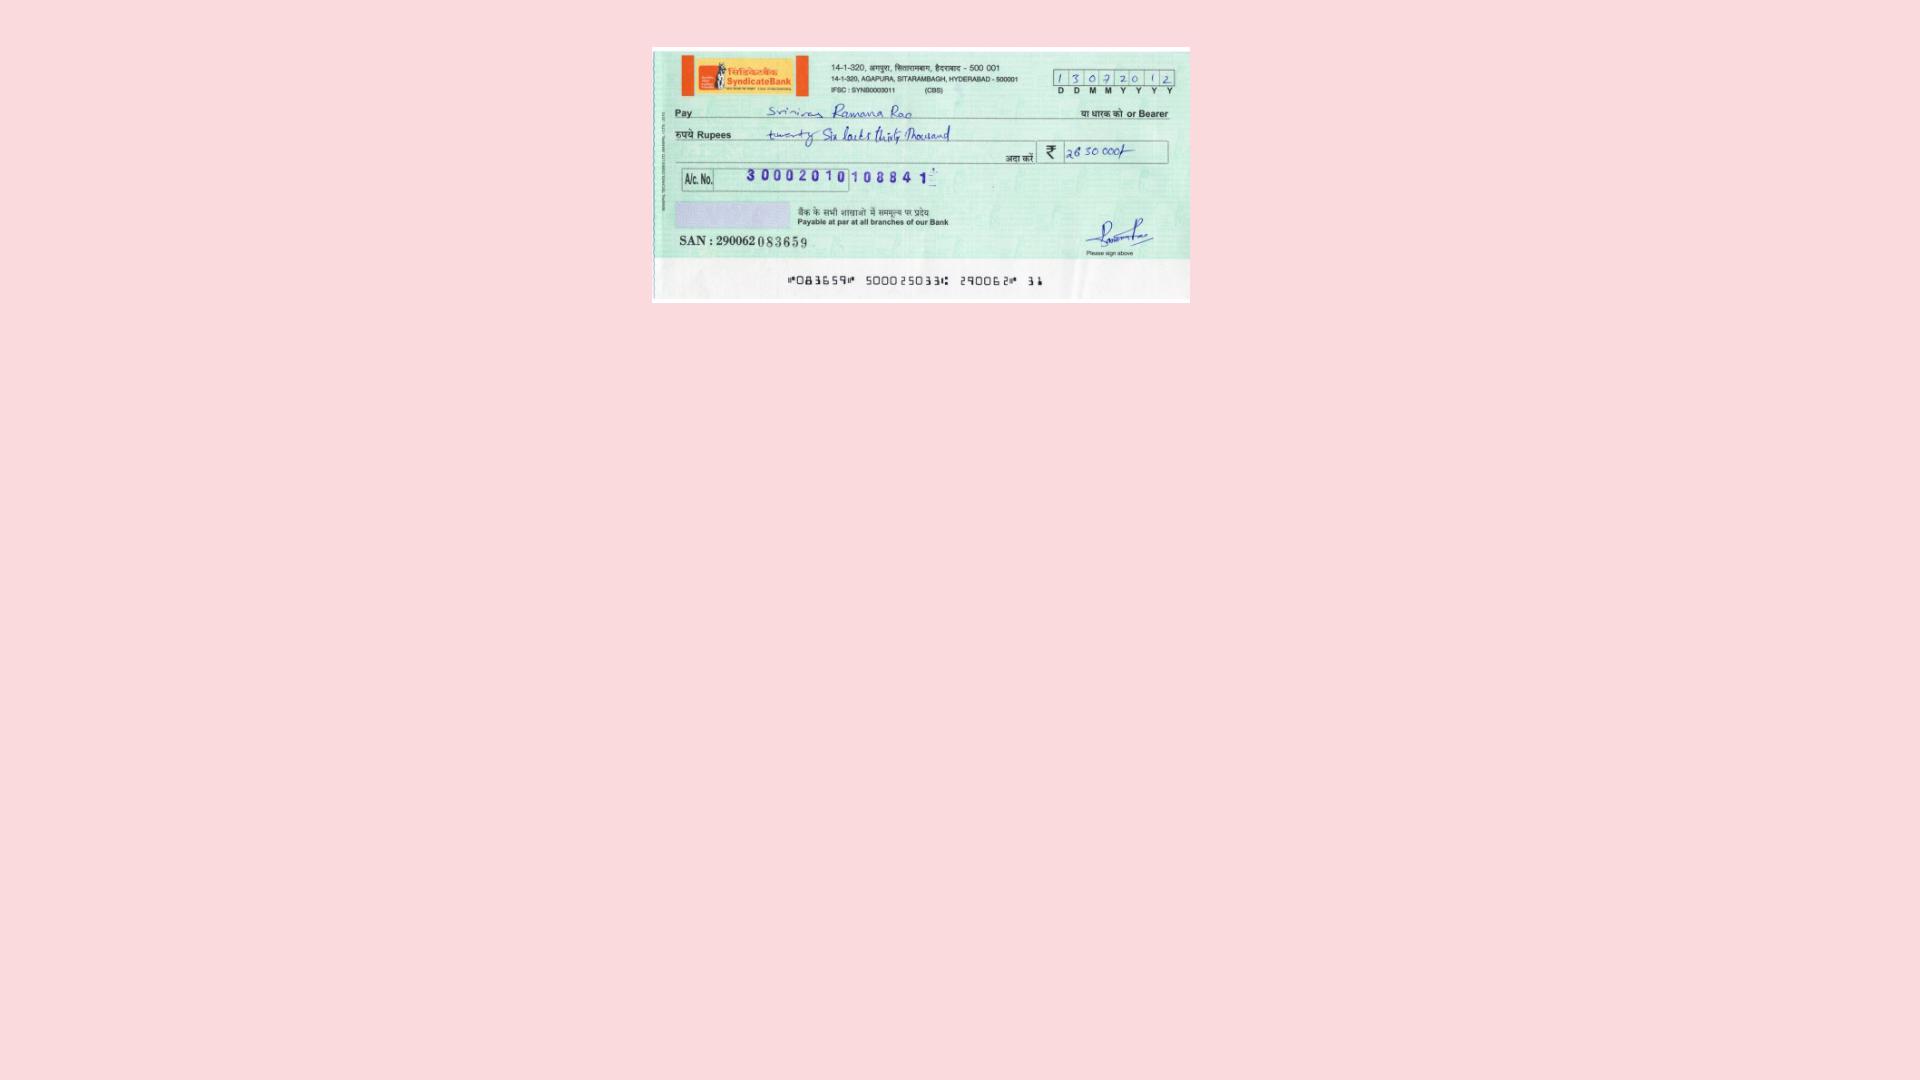 सिंडिकेटबैंक
SyndicateBank
14-1-320, अगपुरा, सितारामबाग, हैदराबाद - 500 001
14-1-320, AGAPURA, SITARAMBAGH, HYDERABAD - 500001
IFSC : SYNB0003011 (CBS)
1 3 0 7 2 0 1 2
D D M M Y Y Y Y
Pay Srinivas Ramana Rao या धारक को or Bearer
रुपये Rupees twenty Six lacks thirty Thousand
अदा करें ₹ 26 30 000/-
A/c. No. 30002010108841
बैंक के सभी शाखाओं में सममूल्य पर प्रदेय
Payable at par at all branches of our Bank
SAN : 290062 083659
Please sign above
⑈083659⑈ 500025033⑆ 290062⑈ 31